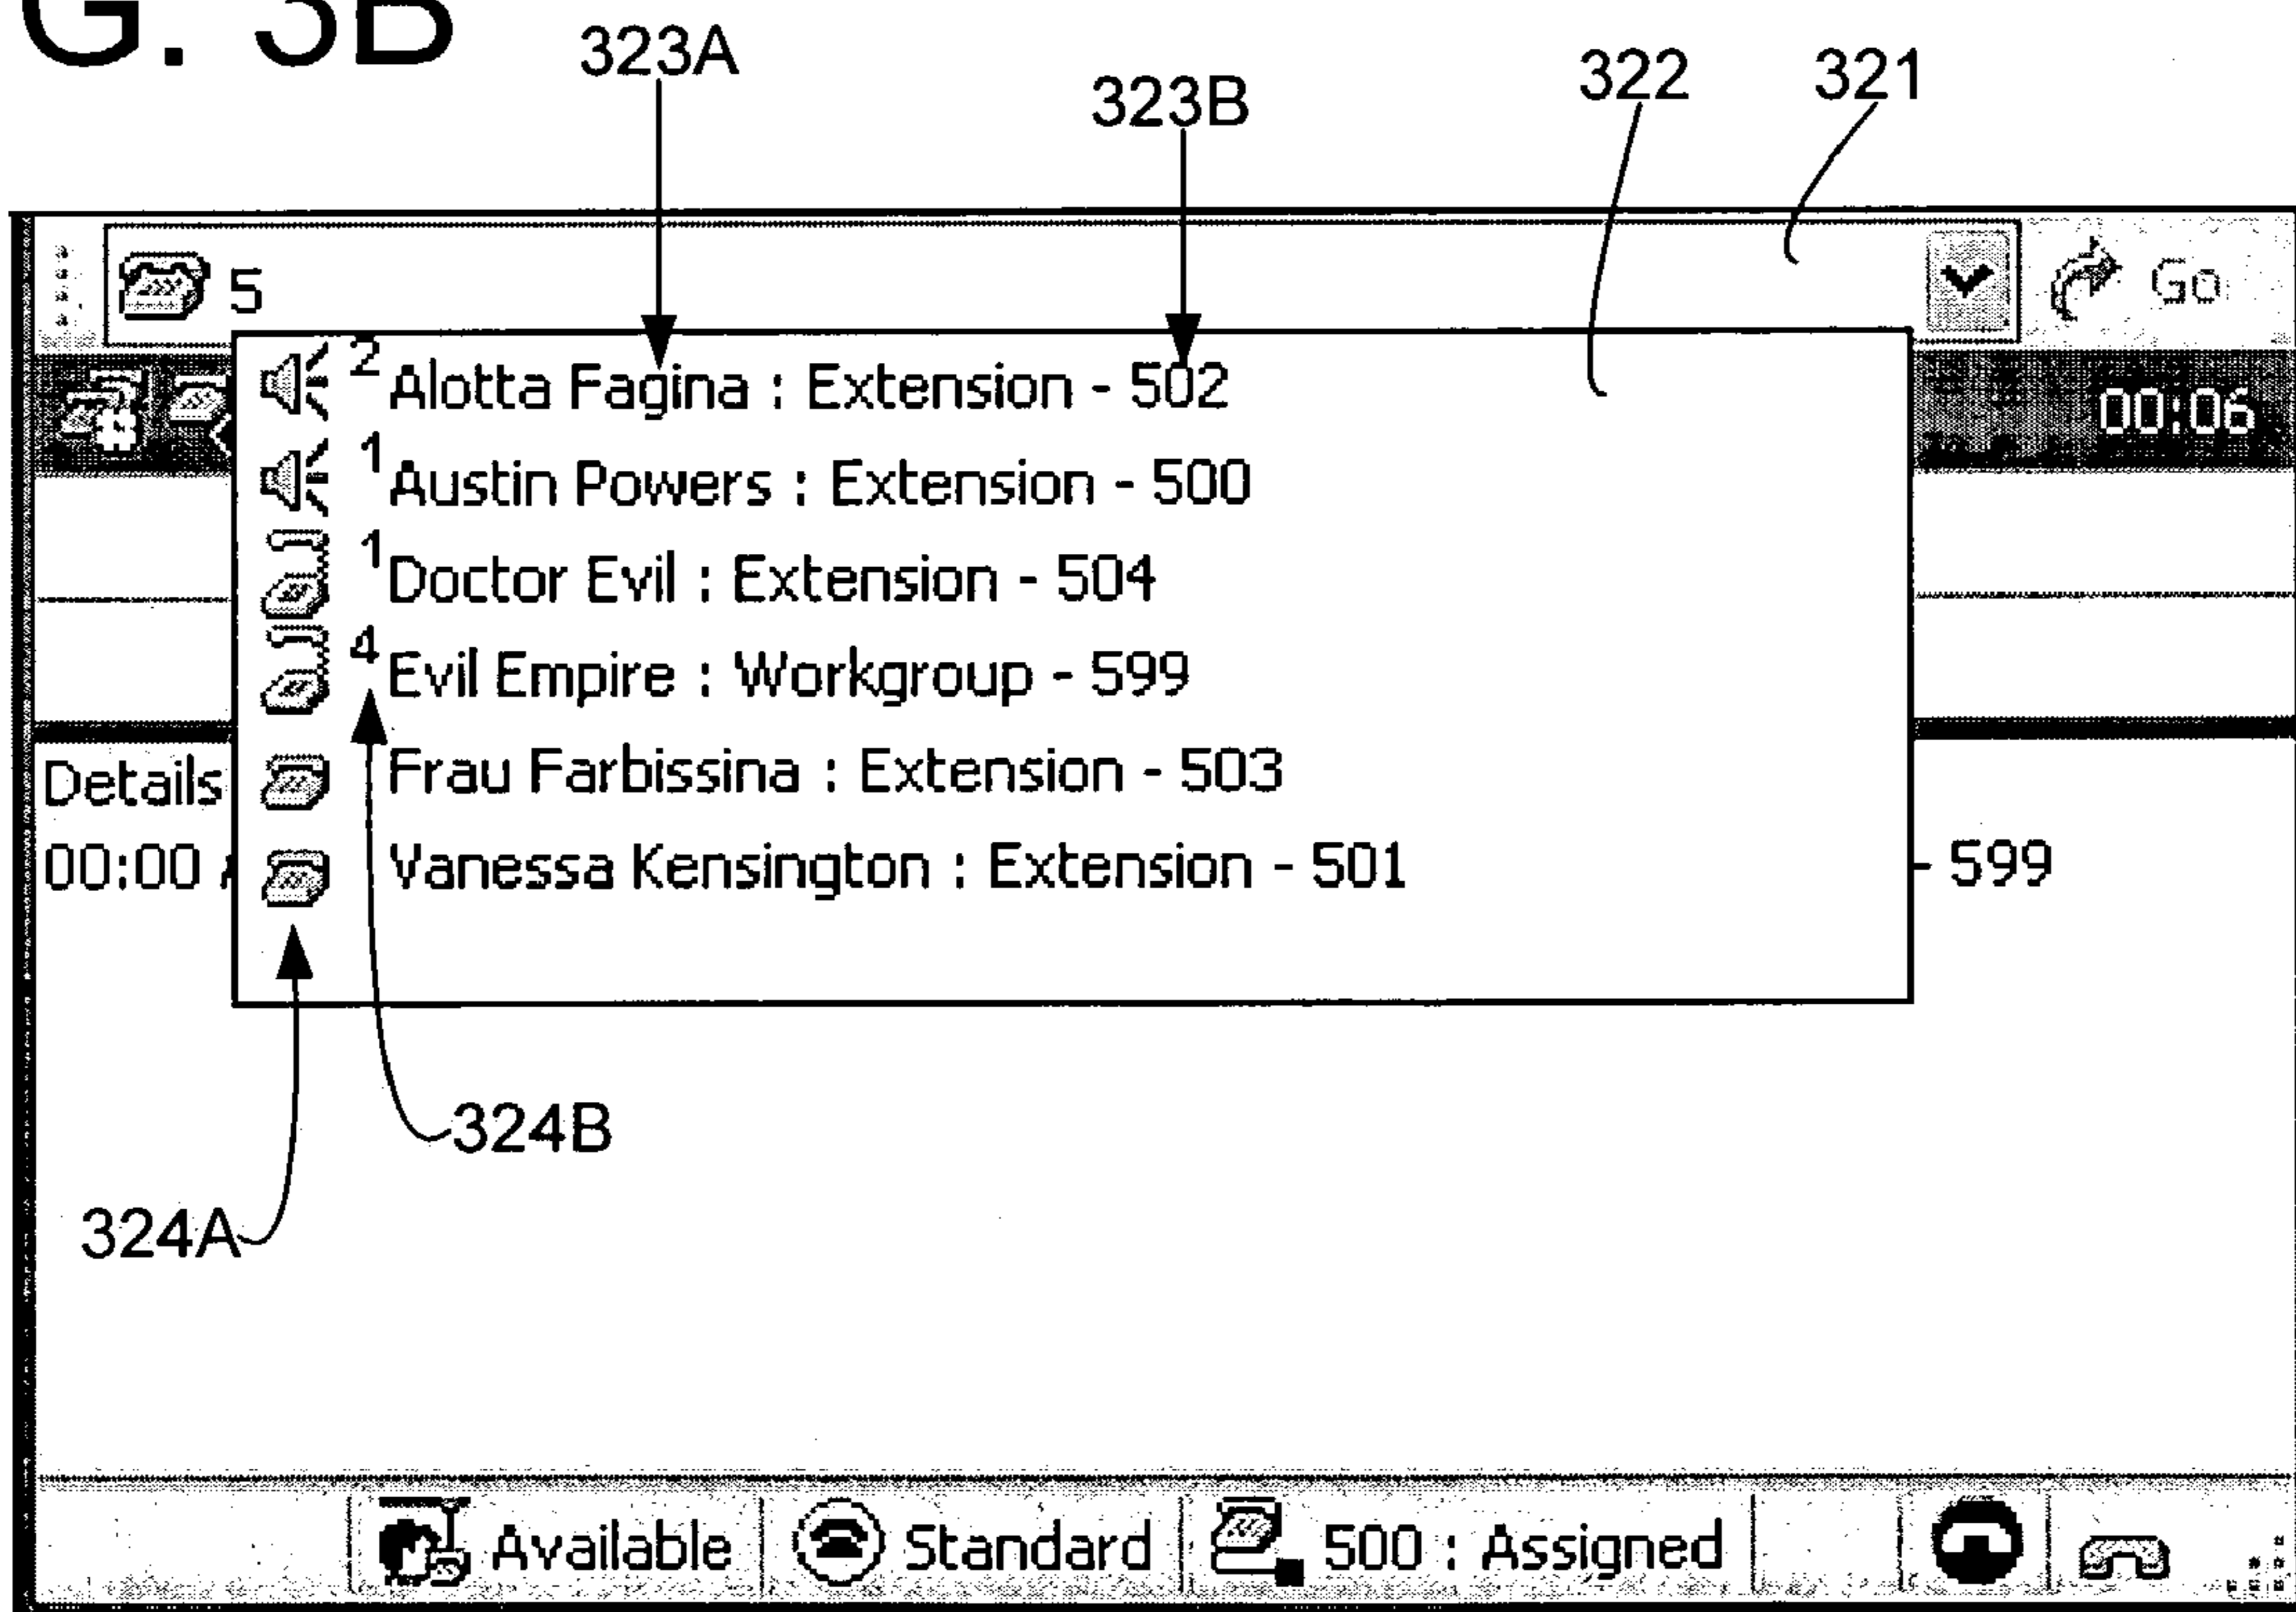 G. 3B
323A
323B
322
321
5
Go
2 Alotta Fagina : Extension - 502
00:06
1 Austin Powers : Extension - 500
1 Doctor Evil : Extension - 504
4 Evil Empire : Workgroup - 599
Details
Frau Farbissina : Extension - 503
00:00
Vanessa Kensington : Extension - 501
- 599
324B
324A
Available
Standard
500 : Assigned